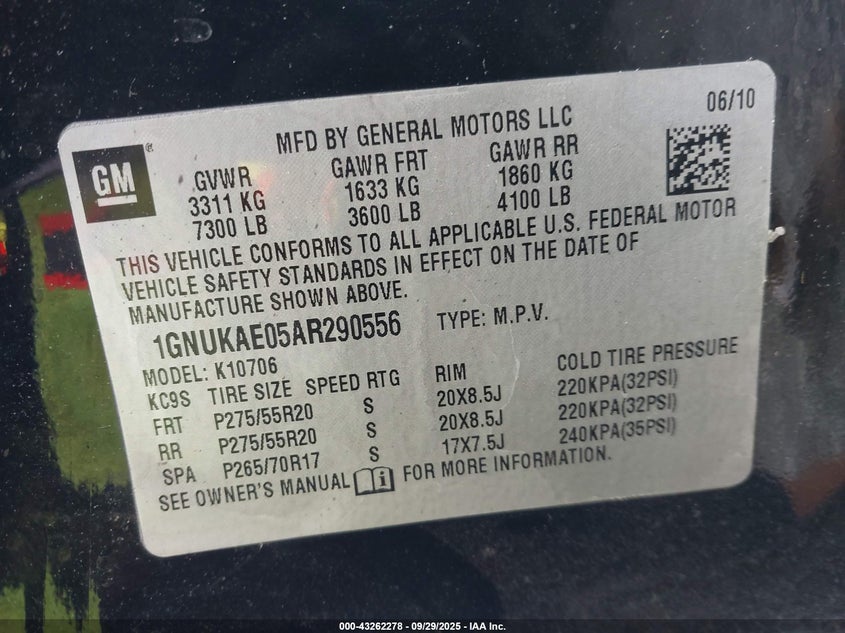 06/10
MFD BY GENERAL MOTORS LLC
GM
GVWR GAWR FRT GAWR RR
3311 KG 1633 KG 1860 KG
7300 LB 3600 LB 4100 LB
THIS VEHICLE CONFORMS TO ALL APPLICABLE U.S. FEDERAL MOTOR
VEHICLE SAFETY STANDARDS IN EFFECT ON THE DATE OF
MANUFACTURE SHOWN ABOVE.
1GNUKAE05AR290556 TYPE: M.P.V.
MODEL: K10706
KC9S TIRE SIZE SPEED RTG RIM COLD TIRE PRESSURE
FRT P275/55R20 S 20X8.5J 220KPA(32PSI)
RR P275/55R20 S 20X8.5J 220KPA(32PSI)
SPA P265/70R17 S 17X7.5J 240KPA(35PSI)
SEE OWNER'S MANUAL i FOR MORE INFORMATION.
000-43262278 - 09/29/2025 - IAA Inc.